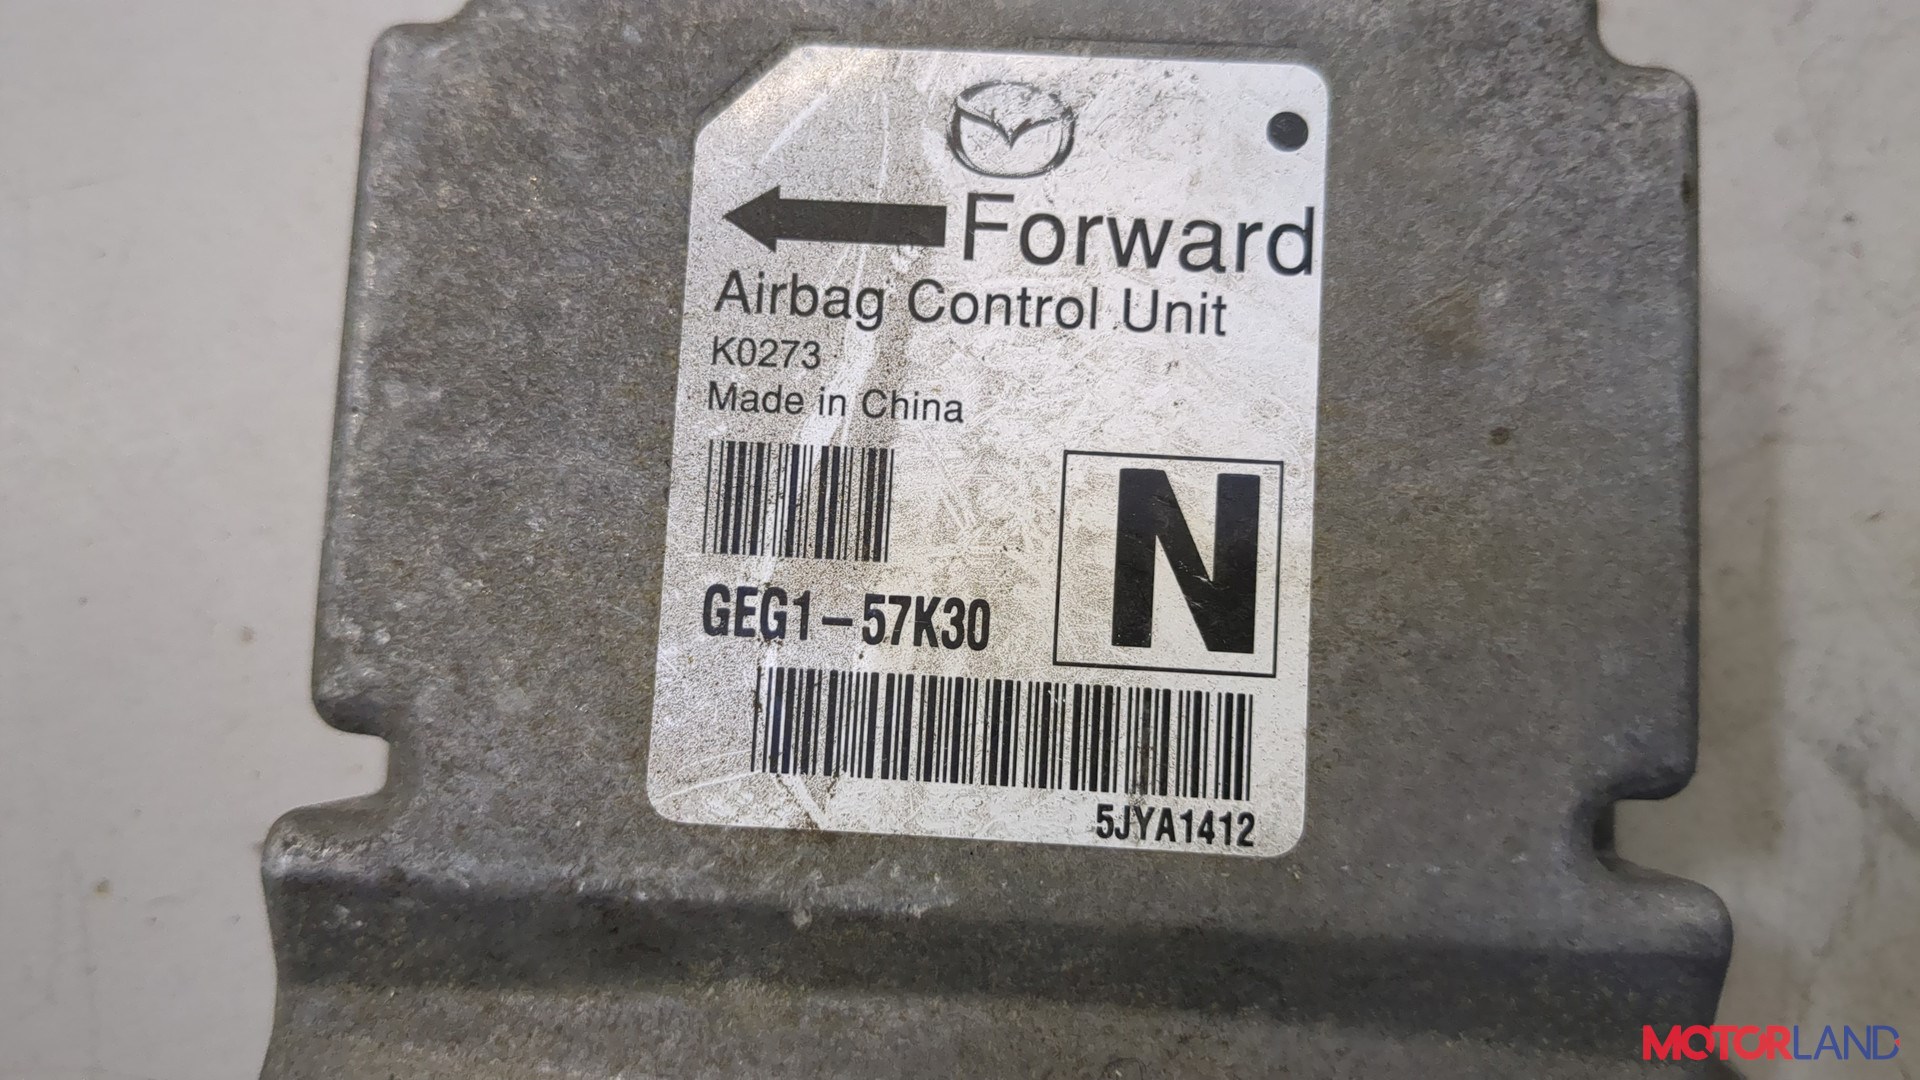 Forward
Airbag Control Unit
K0273
Made in China
N
GEG1-57K30
5JYA1412
MOTORLAND